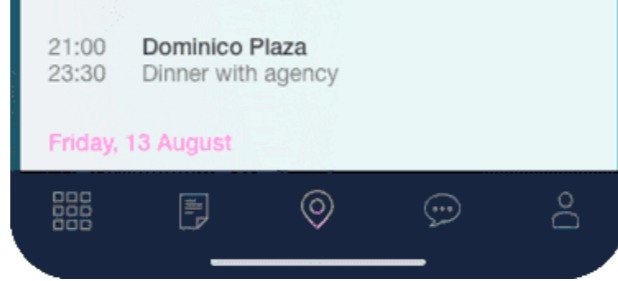 21:00 Dominico Plaza
23:30 Dinner with agency
Friday, 13 August